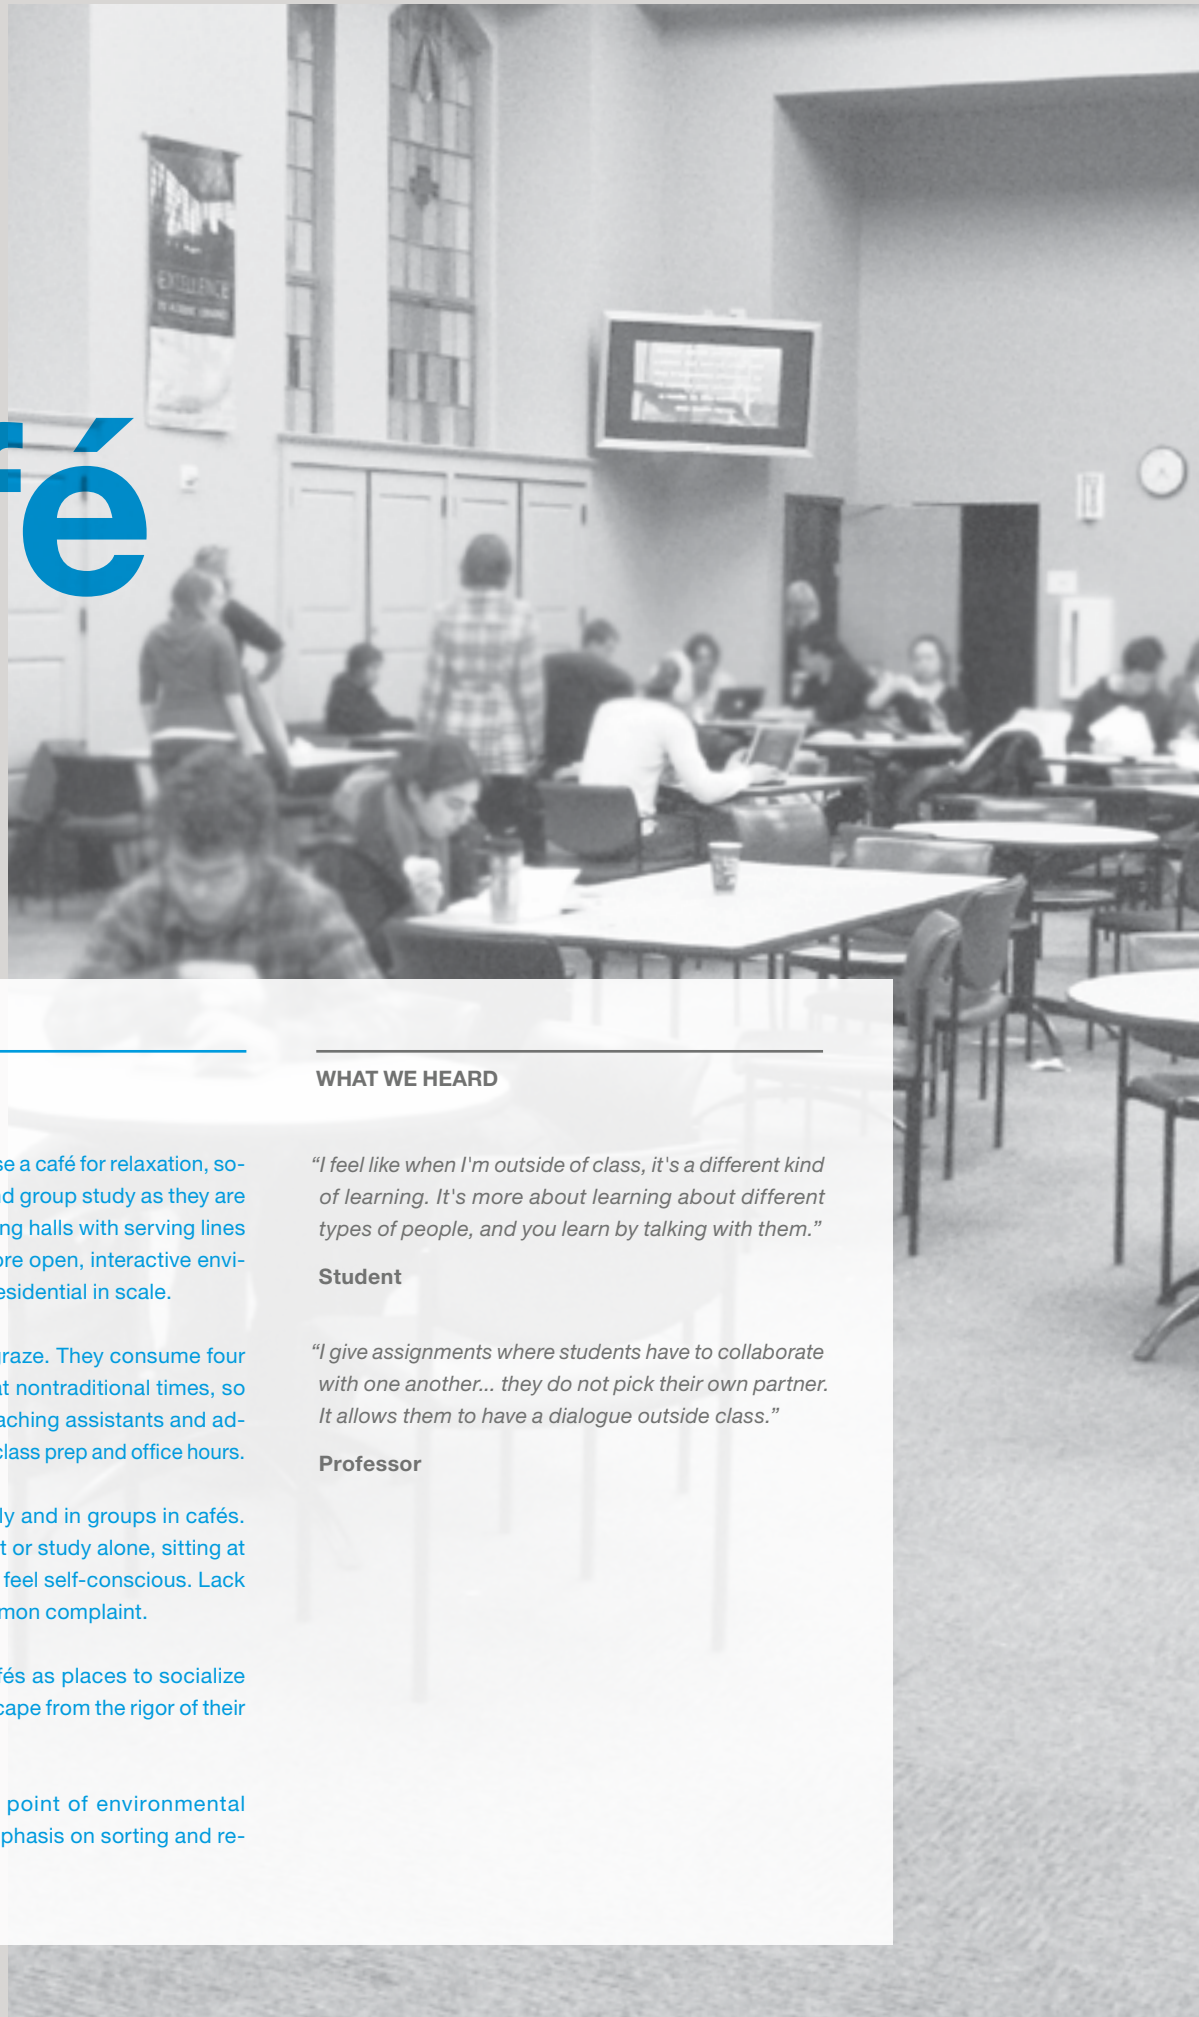 fé
EXCELLENCE
se a café for relaxation, so-
nd group study as they are
ng halls with serving lines
ore open, interactive envi-
esidential in scale.
graze. They consume four
at nontraditional times, so
aching assistants and ad-
class prep and office hours.
ly and in groups in cafés.
t or study alone, sitting at
feel self-conscious. Lack
mon complaint.
fés as places to socialize
cape from the rigor of their
point of environmental
phasis on sorting and re-
WHAT WE HEARD
“I feel like when I'm outside of class, it's a different kind
of learning. It's more about learning about different
types of people, and you learn by talking with them.”
Student
“I give assignments where students have to collaborate
with one another... they do not pick their own partner.
It allows them to have a dialogue outside class.”
Professor